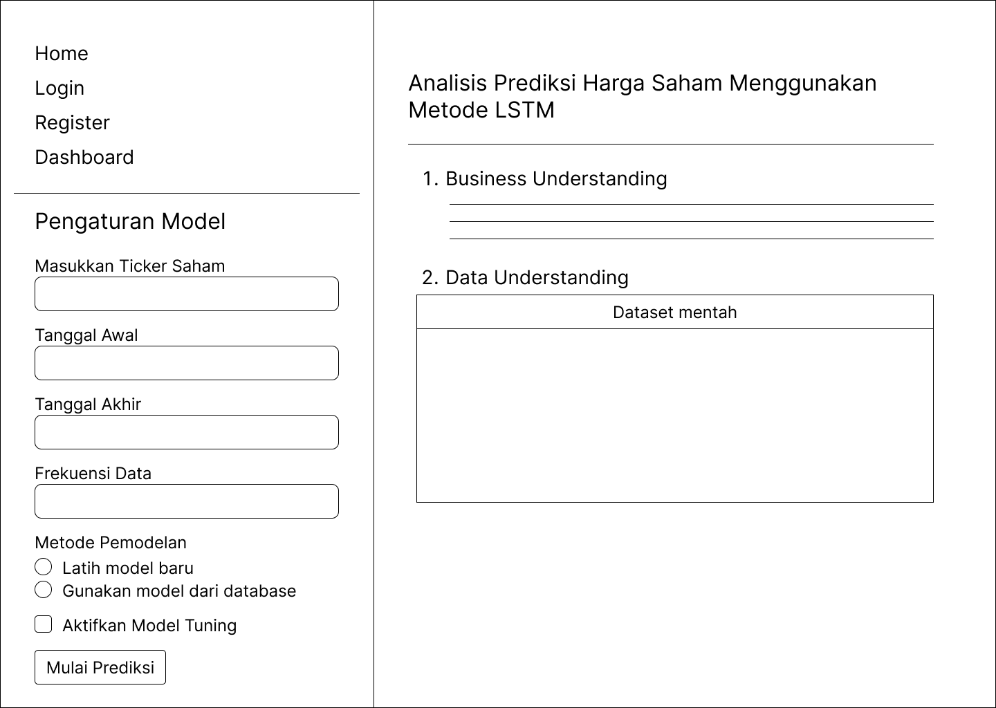 Home
Login
Register
Dashboard
Pengaturan Model
Masukkan Ticker Saham
Tanggal Awal
Tanggal Akhir
Frekuensi Data
Metode Pemodelan
Latih model baru
Gunakan model dari database
Aktifkan Model Tuning
Mulai Prediksi
Analisis Prediksi Harga Saham Menggunakan
Metode LSTM
1. Business Understanding
2. Data Understanding
Dataset mentah